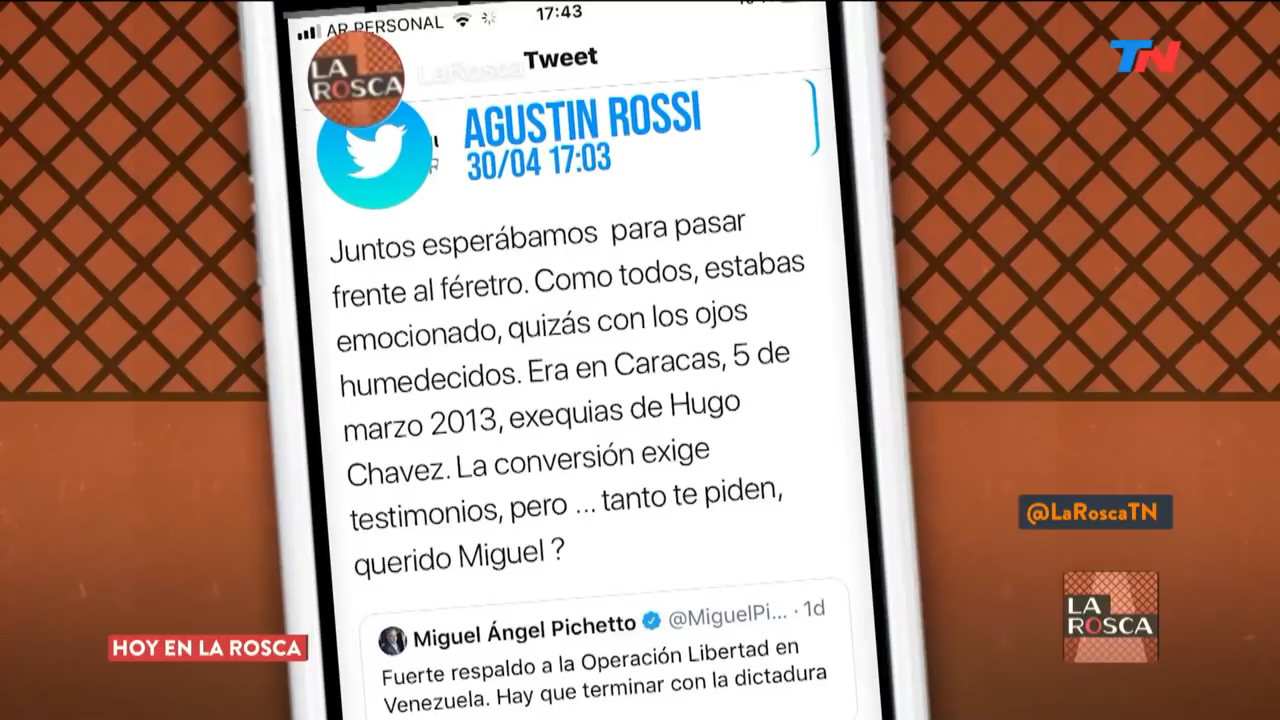 AR PERSONAL
17:43
LA
ROSCA
LaRosca
Tweet
TN
AGUSTIN ROSSI
30/04 17:03
Juntos esperábamos para pasar
frente al féretro. Como todos, estabas
emocionado, quizás con los ojos
humedecidos. Era en Caracas, 5 de
marzo 2013, exequias de Hugo
Chavez. La conversión exige
testimonios, pero ... tanto te piden,
querido Miguel ?
@LaRoscaTN
LA
ROSCA
HOY EN LA ROSCA
Miguel Ángel Pichetto @MiguelPi... · 1d
Fuerte respaldo a la Operación Libertad en
Venezuela. Hay que terminar con la dictadura